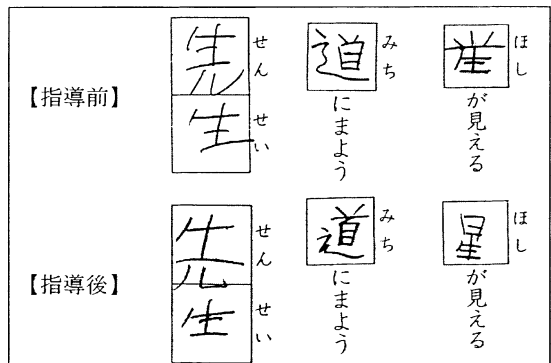 【指導前】
星が見える
ほし
道にまよう
みち
先生
せんせい
【指導後】
星が見える
ほし
道にまよう
みち
先生
せんせい